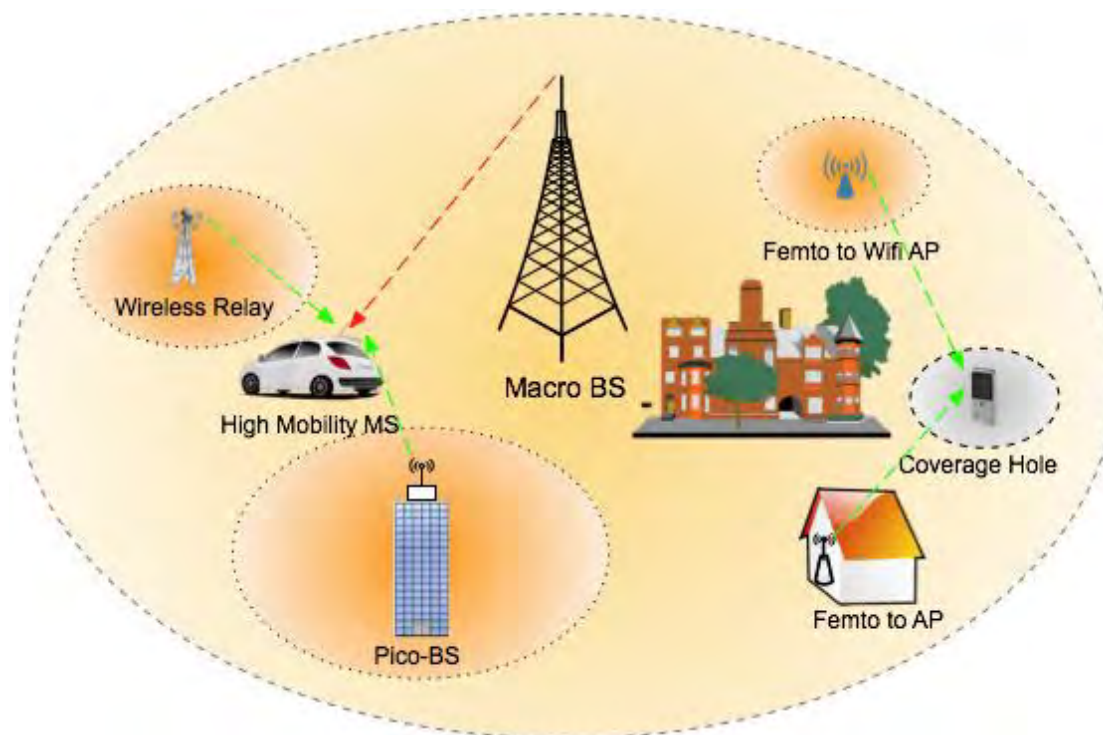 Femto to Wifi AP
Wireless Relay
Macro BS
High Mobility MS
Coverage Hole
Femto to AP
Pico-BS